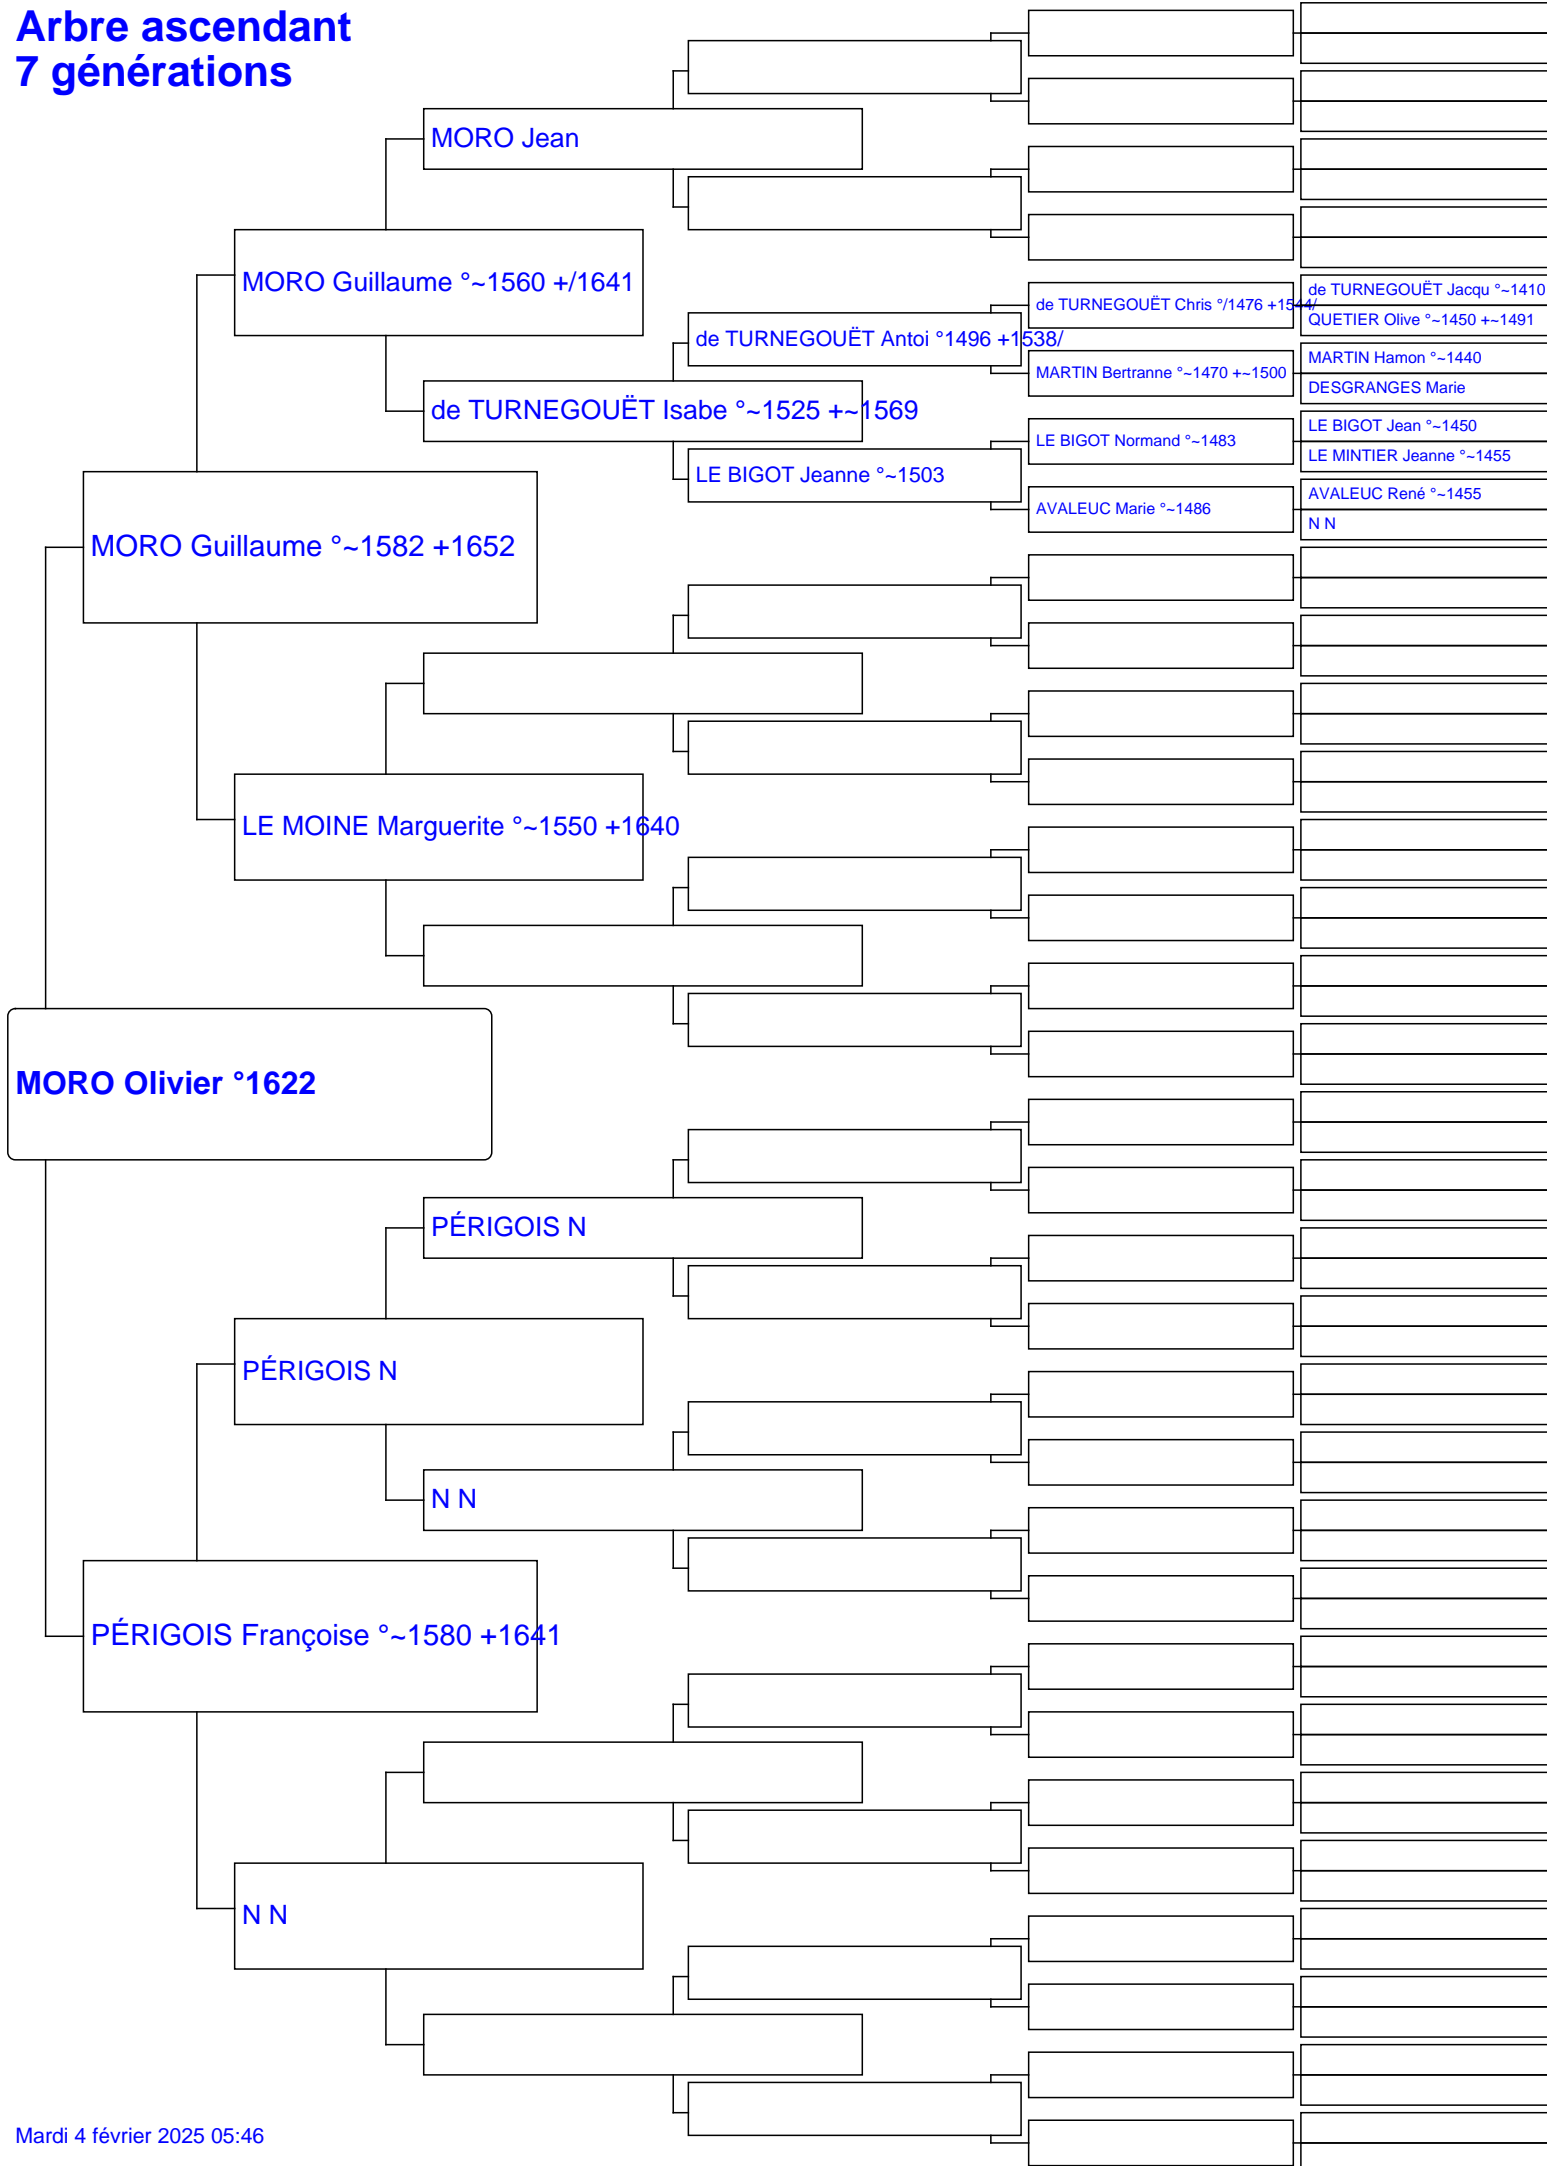 Arbre ascendant
7 générations
MORO Jean
MORO Guillaume °~1560 +/1641
de TURNEGOUËT Chris °/1476 +1544/
de TURNEGOUËT Jacqu °~1410
QUETIER Olive °~1450 +~1491
de TURNEGOUËT Antoi °1496 +1538/
MARTIN Bertranne °~1470 +~1500
MARTIN Hamon °~1440
DESGRANGES Marie
de TURNEGOUËT Isabe °~1525 +~1569
LE BIGOT Normand °~1483
LE BIGOT Jean °~1450
LE MINTIER Jeanne °~1455
LE BIGOT Jeanne °~1503
AVALEUC Marie °~1486
AVALEUC René °~1455
N N
MORO Guillaume °~1582 +1652
LE MOINE Marguerite °~1550 +1640
MORO Olivier °1622
PÉRIGOIS N
PÉRIGOIS N
N N
PÉRIGOIS Françoise °~1580 +1641
N N
Mardi 4 février 2025 05:46